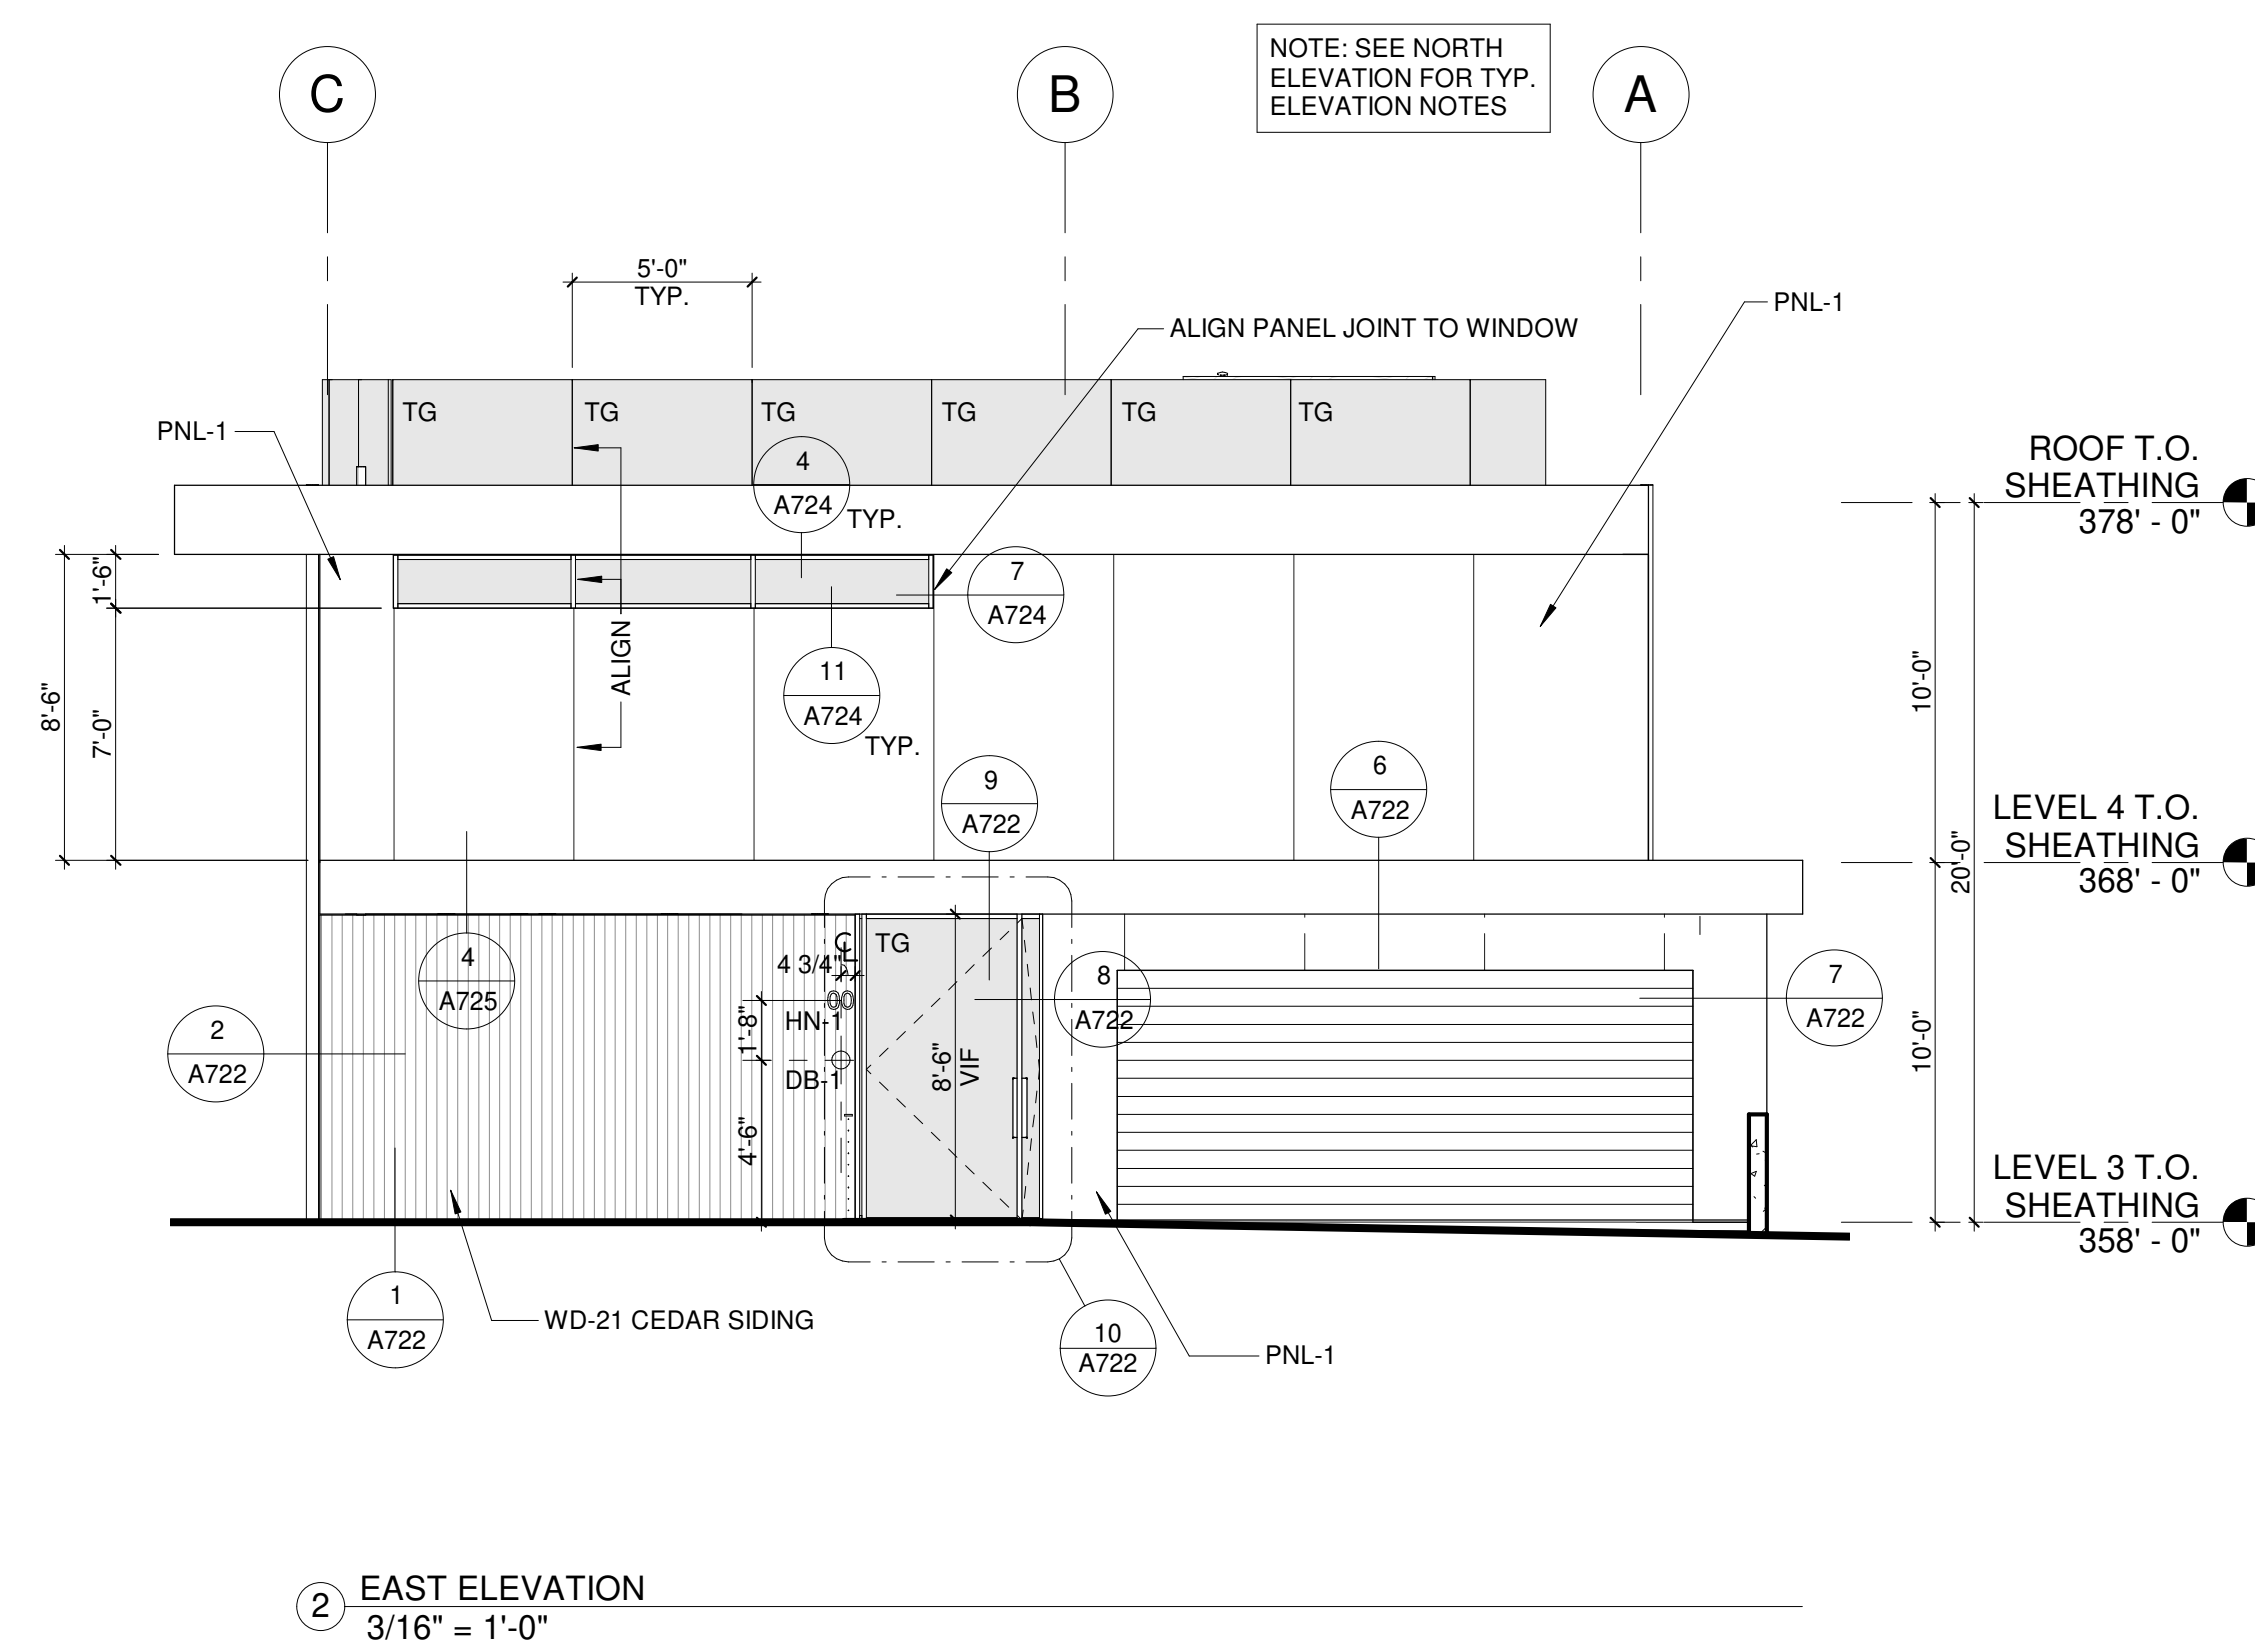 C
B
A
NOTE: SEE NORTH
ELEVATION FOR TYP.
ELEVATION NOTES
5'-0"
TYP.
PNL-1
ALIGN PANEL JOINT TO WINDOW
PNL-1
TG
TG
TG
TG
TG
TG
4
A724
TYP.
ROOF T.O.
SHEATHING
378' - 0"
1'-6"
8'-6"
7'-0"
ALIGN
7
A724
11
A724
TYP.
9
A722
6
A722
10'-0"
20'-0"
LEVEL 4 T.O.
SHEATHING
368' - 0"
4
A725
2
A722
CL
TG
4 3/4"
00
HN-1
1'-8"
DB-1
4'-6"
8'-6"
VIF
8
A722
7
A722
10'-0"
LEVEL 3 T.O.
SHEATHING
358' - 0"
1
A722
WD-21 CEDAR SIDING
10
A722
PNL-1
2
EAST ELEVATION
3/16" = 1'-0"